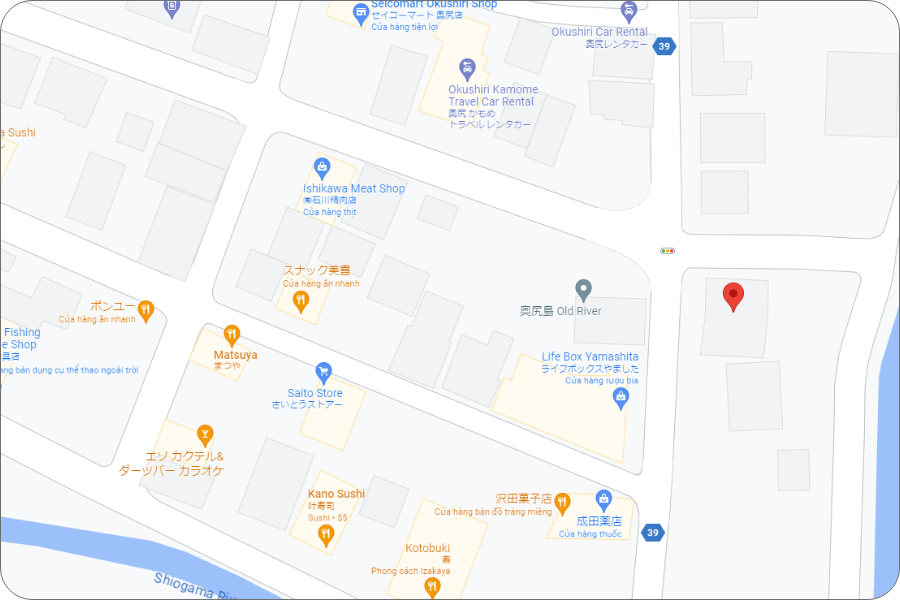 Seicomart Okushiri Shop
セイコーマート 奥尻店
Cửa hàng tiện lợi
Okushiri Car Rental
奥尻レンタカー
39
Okushiri Kamome
Travel Car Rental
奥尻 かもめ
トラベル レンタカー
a Sushi
Ishikawa Meat Shop
㈲石川精肉店
Cửa hàng thịt
スナック美喜
Cửa hàng ăn nhanh
ボンユー
Cửa hàng ăn nhanh
奥尻島 Old River
Fishing
e Shop
具店
ang bán dụng cụ thể thao ngoài trời
Matsuya
まつや
Life Box Yamashita
ライフボックスやました
Cửa hàng rượu bia
Saito Store
さいとうストアー
エゾ カクテル&
ダーツバー カラオケ
Kano Sushi
叶寿司
Sushi • $$
沢田菓子店
Cửa hàng bán đồ tráng miệng
成田薬店
Cửa hàng thuốc
39
Kotobuki
寿
Phong cách Izakaya
Shiogama Riv